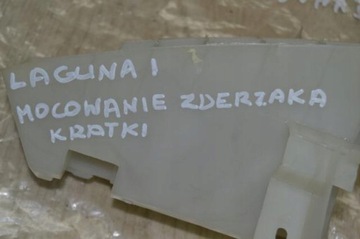 LAGUNA I
MOCOWANIE ZDERZAKA
KRATKI